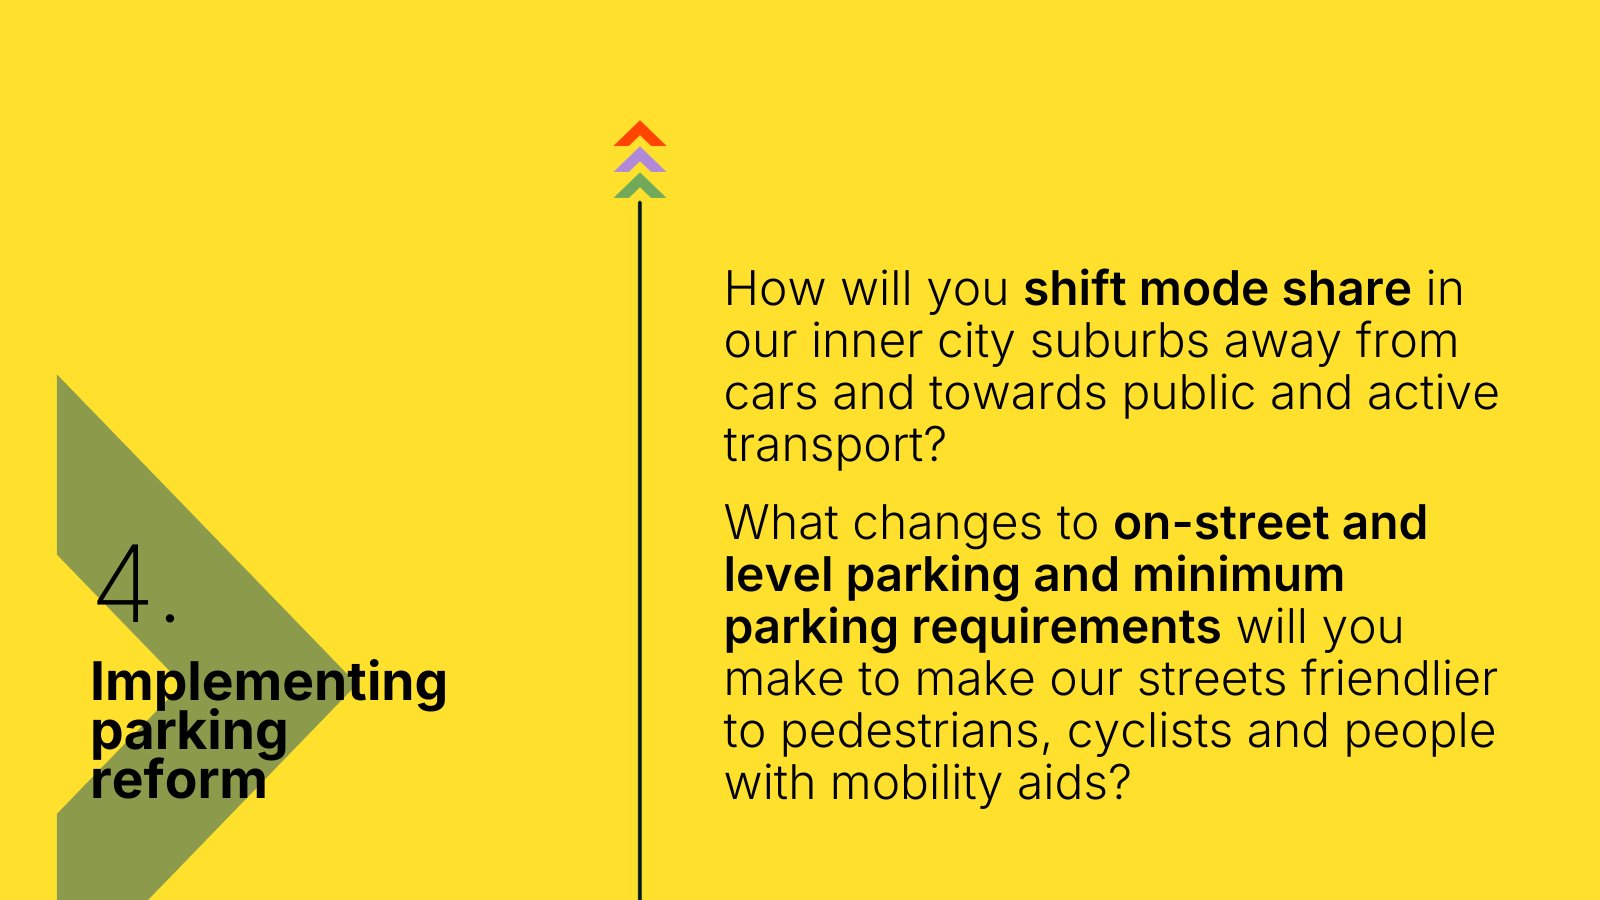 4.
Implementing
parking
reform
How will you shift mode share in
our inner city suburbs away from
cars and towards public and active
transport?
What changes to on-street and
level parking and minimum
parking requirements will you
make to make our streets friendlier
to pedestrians, cyclists and people
with mobility aids?